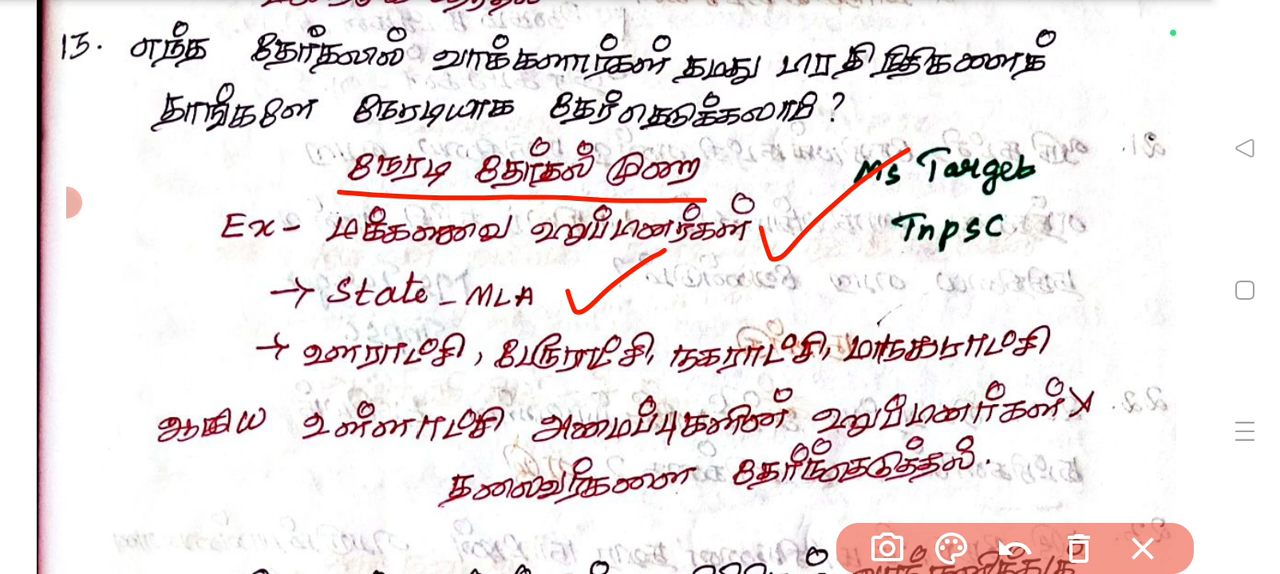 13. எந்த தேர்தலில் வாக்காளர்கள் தமது பிரதிநிதிகளைத்
தாங்களே நேரடியாக தேர்ந்தெடுக்கலாம்?
நேரடி தேர்தல் முறை
Ms Target
Ex - மக்களவை உறுப்பினர்கள்
Tnpsc
→ State - MLA
→ ஊராட்சி, பேரூராட்சி, நகராட்சி, மாநகராட்சி
ஆகிய உள்ளாட்சி அமைப்புகளின் உறுப்பினர்கள்
தலைவர்களை தேர்ந்தெடுத்தல்.